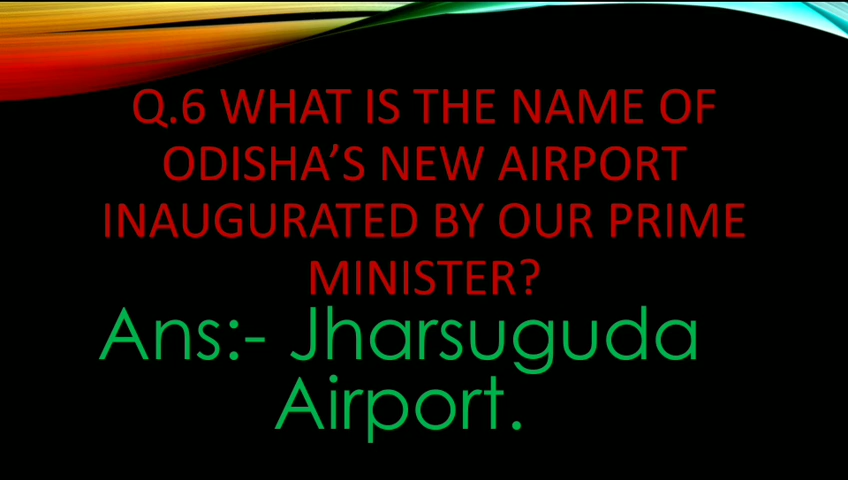 Q.6 WHAT IS THE NAME OF
ODISHA’S NEW AIRPORT
INAUGURATED BY OUR PRIME
MINISTER?
Ans:- Jharsuguda
Airport.